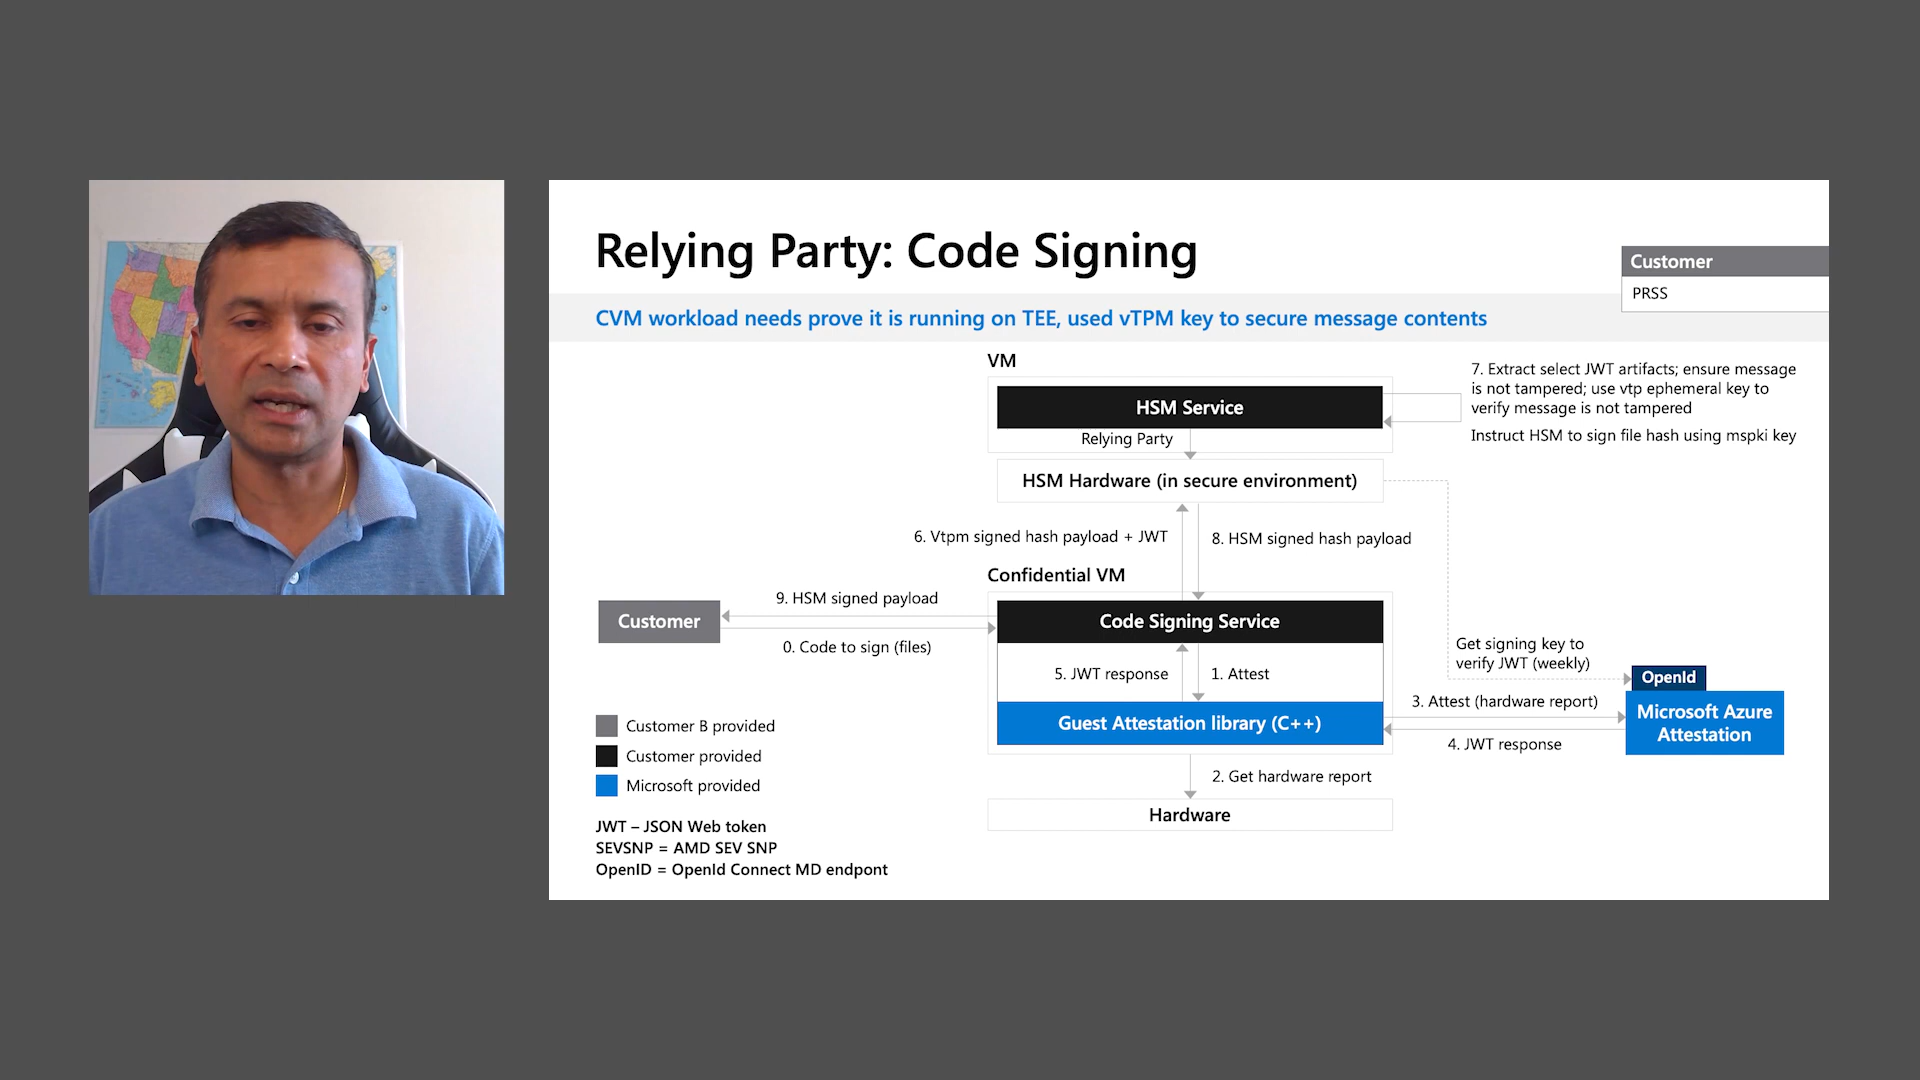 Relying Party: Code Signing
Customer
PRSS
CVM workload needs prove it is running on TEE, used vTPM key to secure message contents
VM
HSM Service
Relying Party
HSM Hardware (in secure environment)
7. Extract select JWT artifacts; ensure message
is not tampered; use vtp ephemeral key to
verify message is not tampered
Instruct HSM to sign file hash using mspki key
6. Vtpm signed hash payload + JWT
8. HSM signed hash payload
Confidential VM
9. HSM signed payload
Customer
0. Code to sign (files)
Code Signing Service
5. JWT response
1. Attest
Guest Attestation library (C++)
Get signing key to
verify JWT (weekly)
OpenId
3. Attest (hardware report)
Microsoft Azure
Attestation
4. JWT response
2. Get hardware report
Hardware
Customer B provided
Customer provided
Microsoft provided
JWT – JSON Web token
SEVSNP = AMD SEV SNP
OpenID = OpenId Connect MD endpont